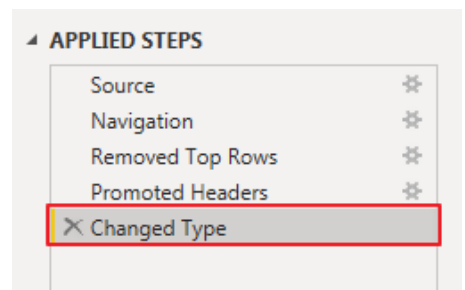 APPLIED STEPS
Source
Navigation
Removed Top Rows
Promoted Headers
Changed Type